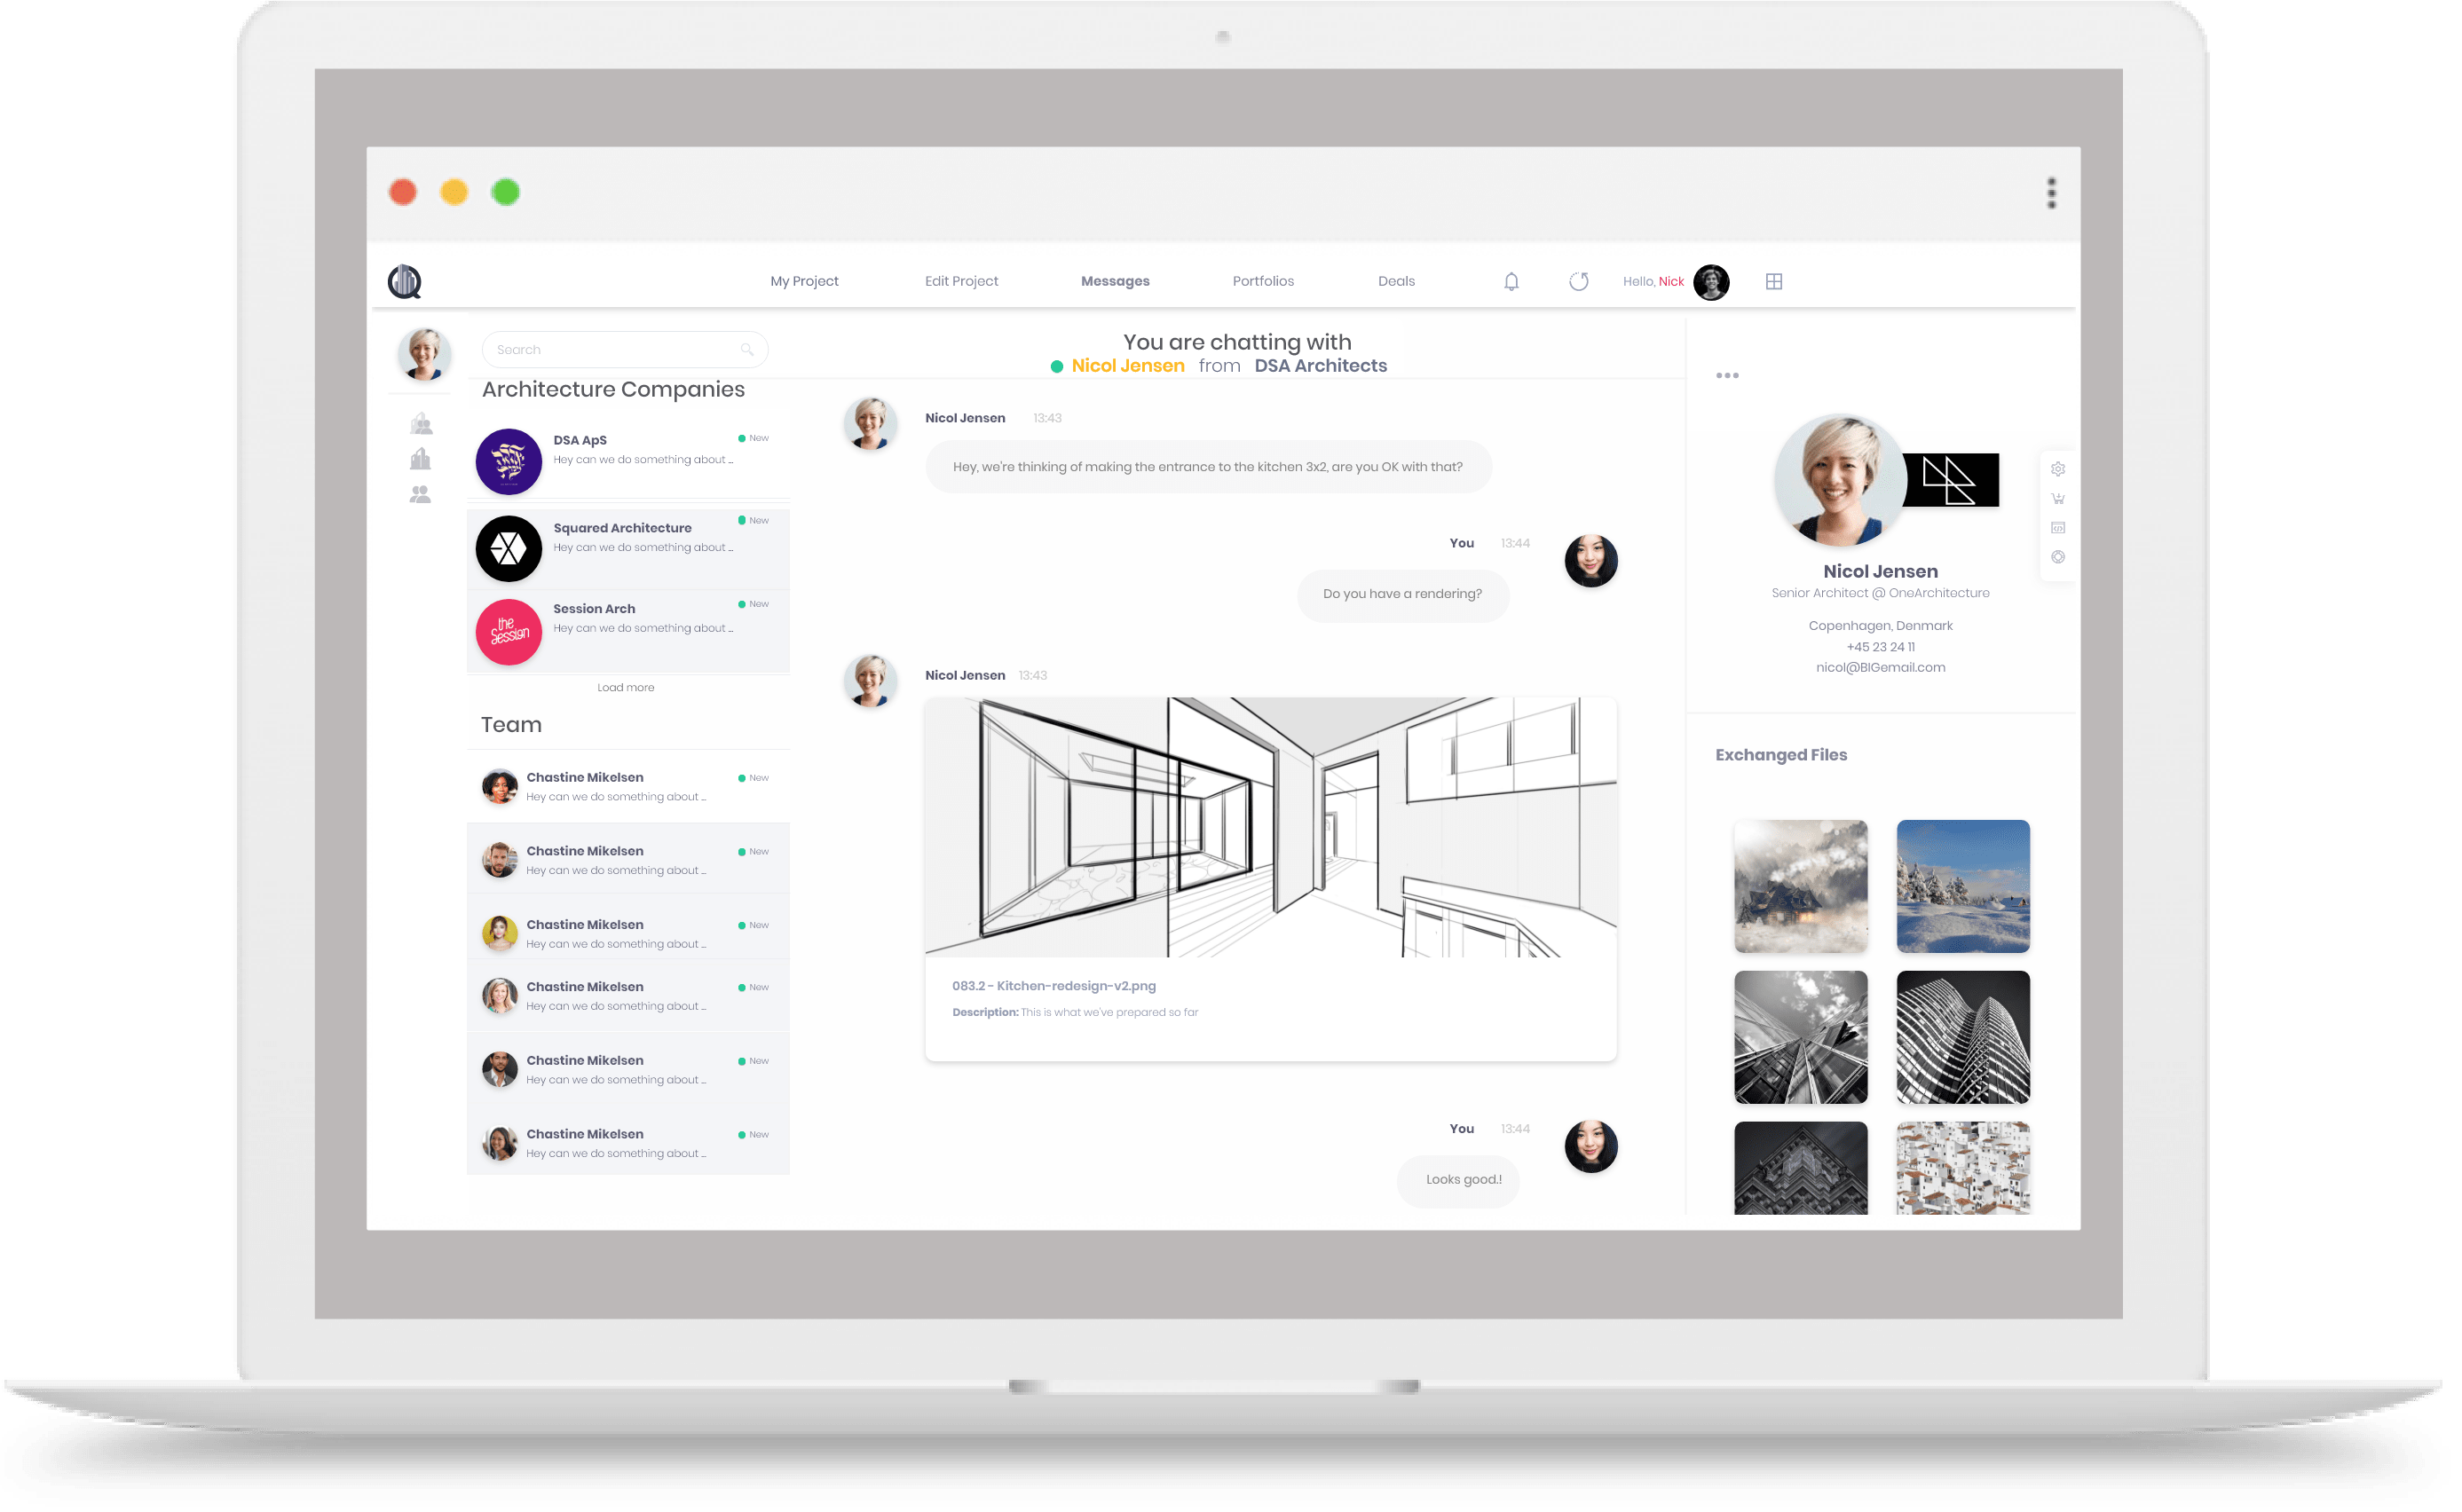 My Project
Edit Project
Messages
Portfolios
Deals
Hello, Nick
Search
Architecture Companies
DSA ApS
New
Hey can we do something about ...
Squared Architecture
New
Hey can we do something about ...
the Session
Session Arch
New
Hey can we do something about ...
Load more
Team
Chastine Mikelsen
New
Hey can we do something about ...
Chastine Mikelsen
New
Hey can we do something about ...
Chastine Mikelsen
New
Hey can we do something about ...
Chastine Mikelsen
New
Hey can we do something about ...
Chastine Mikelsen
New
Hey can we do something about ...
Chastine Mikelsen
New
Hey can we do something about ...
You are chatting with
Nicol Jensen from DSA Architects
Nicol Jensen 13:43
Hey, we're thinking of making the entrance to the kitchen 3x2, are you OK with that?
You 13:44
Do you have a rendering?
Nicol Jensen 13:43
083.2 - Kitchen-redesign-v2.png
Description: This is what we've prepared so far
You 13:44
Looks good.!
Nicol Jensen
Senior Architect @ OneArchitecture
Copenhagen, Denmark
+45 23 24 11
nicol@BIGemail.com
Exchanged Files